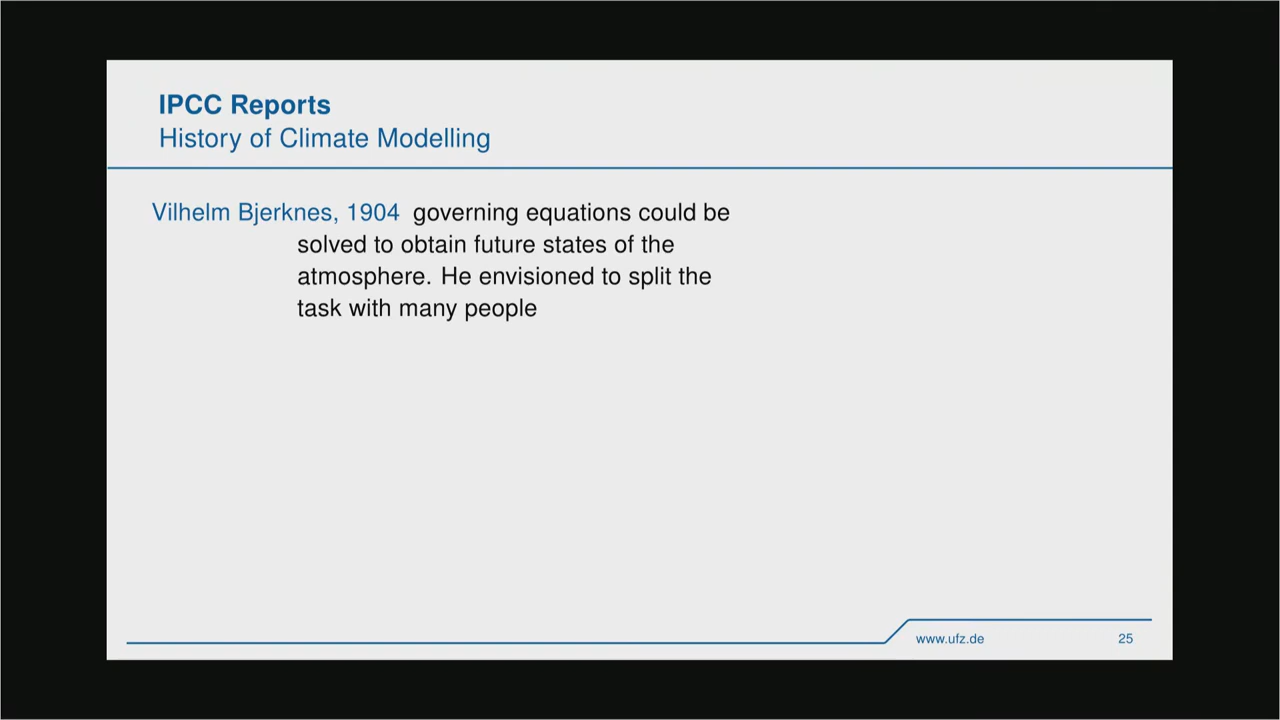 IPCC Reports
History of Climate Modelling
Vilhelm Bjerknes, 1904 governing equations could be
solved to obtain future states of the
atmosphere. He envisioned to split the
task with many people
www.ufz.de 25